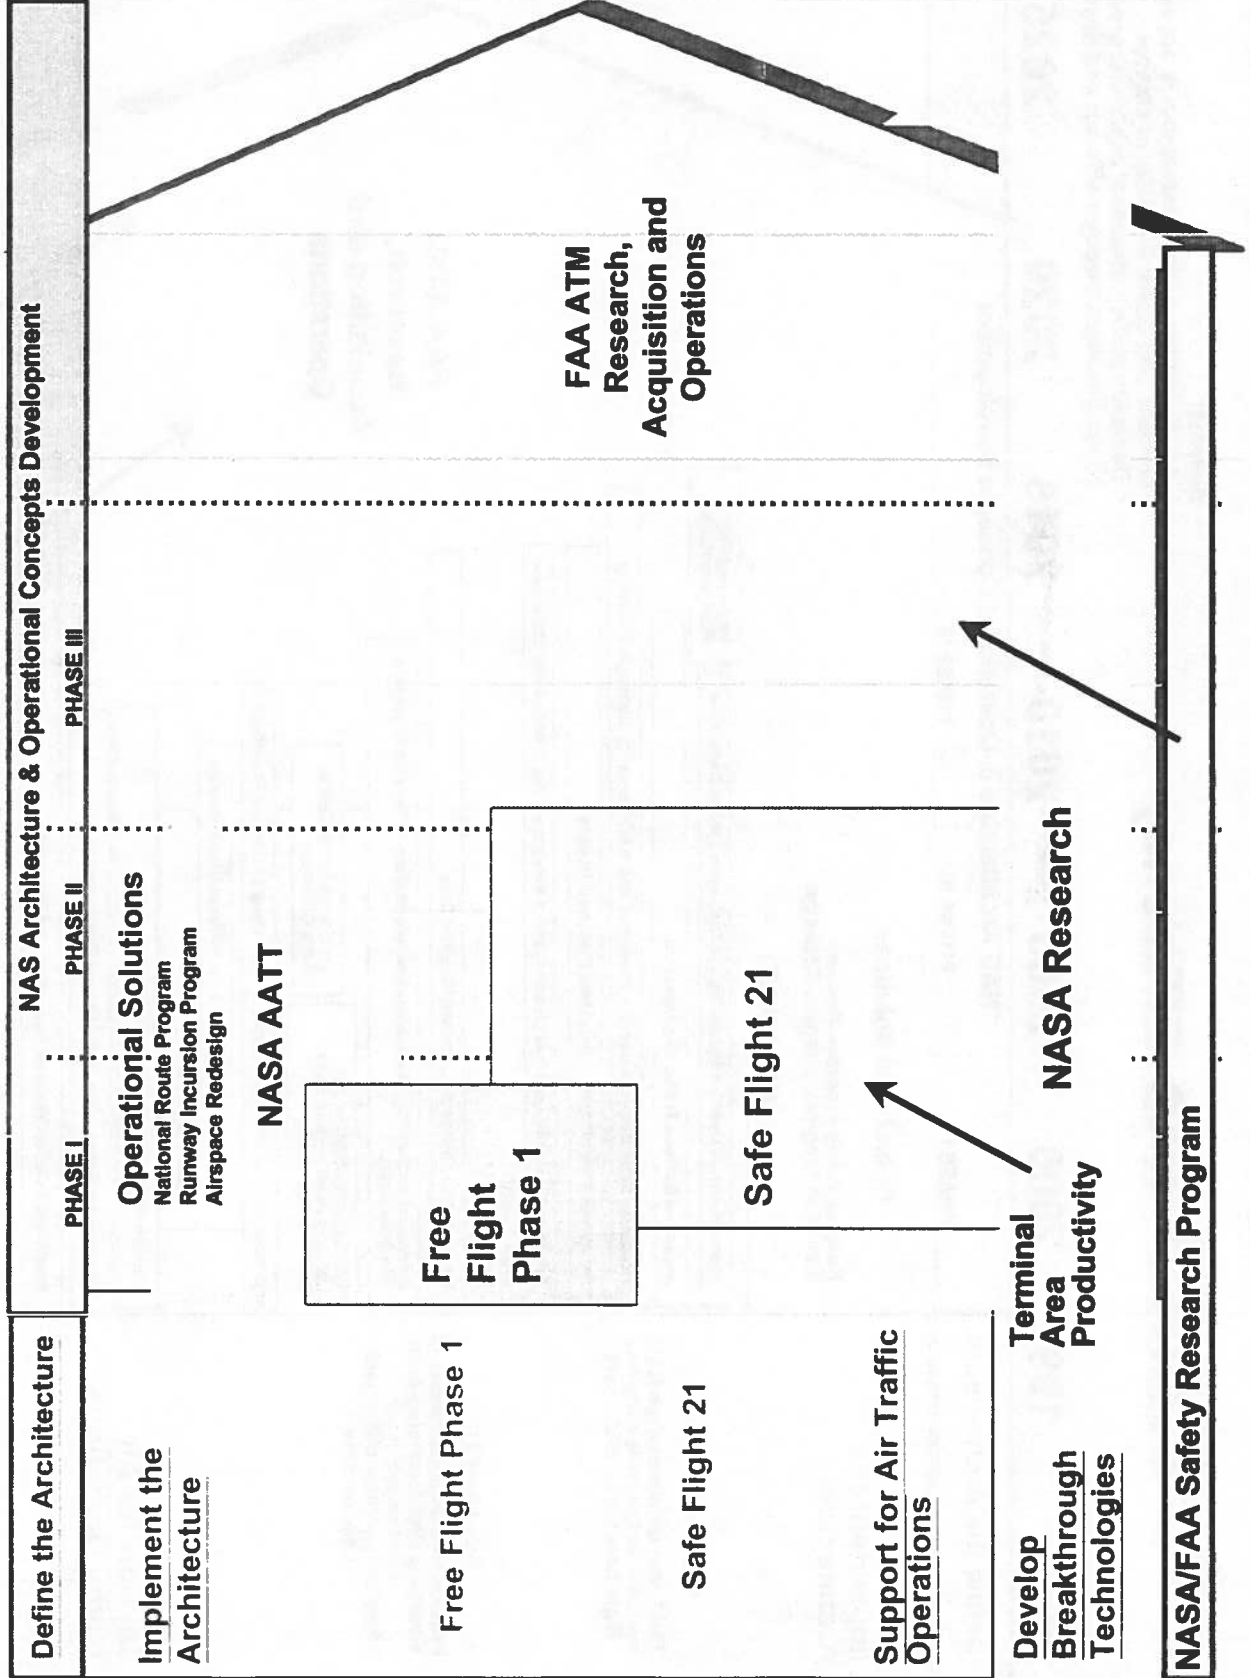 NAS Architecture & Operational Concepts Development
Define the Architecture
PHASE I
PHASE II
PHASE III
Implement the
Architecture
Operational Solutions
National Route Program
Runway Incursion Program
Airspace Redesign
NASA AATT
Free Flight Phase 1
Free
Flight
Phase 1
FAA ATM
Research,
Acquisition and
Operations
Safe Flight 21
Safe Flight 21
Support for Air Traffic
Operations
Develop
Breakthrough
Technologies
Terminal
Area
Productivity
NASA Research
NASA/FAA Safety Research Program